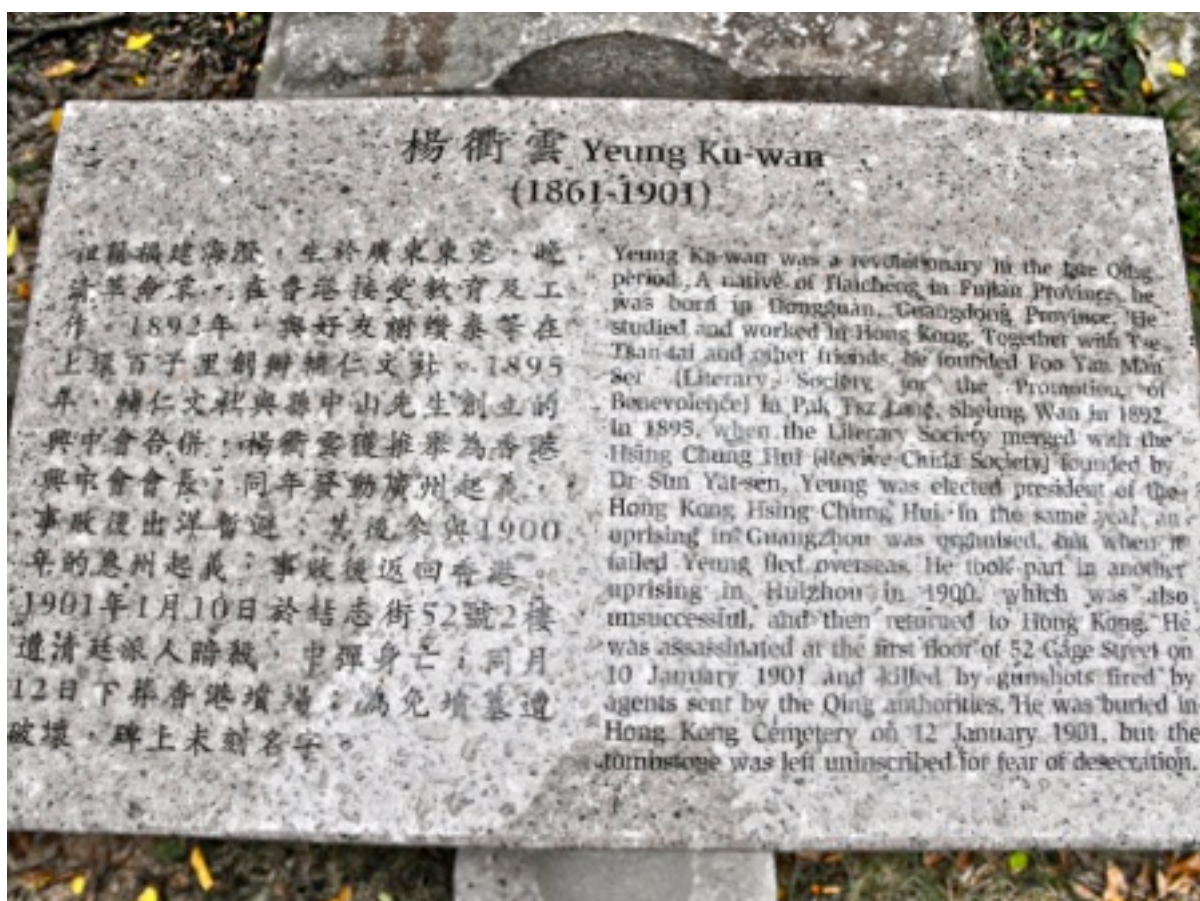 楊衢雲 Yeung Ku-wan
(1861-1901)
祖籍福建海澄，生於廣東東莞，晚
清革命家，在香港接受教育及工
作。1892年，與好友謝纘泰等在
上環百子里創辦輔仁文社。1895
年，輔仁文社與孫中山先生創立的
興中會合併，楊衢雲獲推舉為香港
興中會會長；同年發動廣州起義，
事敗後出洋暫避；其後參與1900
年的惠州起義；事敗後返回香港。
1901年1月10日於結志街52號2樓
遭清廷派人暗殺，中彈身亡；同月
12日下葬香港墳場；為免墳墓遭
破壞，碑上未刻名字。
Yeung Ku-wan was a revolutionary in the late Qing
period. A native of Haicheng in Fujian Province, he
was born in Dongguan, Guangdong Province. He
studied and worked in Hong Kong. Together with Tse
Tsan-tai and other friends, he founded Foo Yan Man
Ser (Literary Society for the Promotion of
Benevolence) in Pak Tsz Lane, Sheung Wan in 1892.
In 1895, when the Literary Society merged with the
Hsing Chung Hui (Revive China Society) founded by
Dr Sun Yat-sen, Yeung was elected president of the
Hong Kong Hsing Chung Hui. In the same year, an
uprising in Guangzhou was organised, but when it
failed Yeung fled overseas. He took part in another
uprising in Huizhou in 1900, which was also
unsuccessful, and then returned to Hong Kong. He
was assassinated at the first floor of 52 Gage Street on
10 January 1901 and killed by gunshots fired by
agents sent by the Qing authorities. He was buried in
Hong Kong Cemetery on 12 January 1901, but the
tombstone was left uninscribed for fear of desecration.